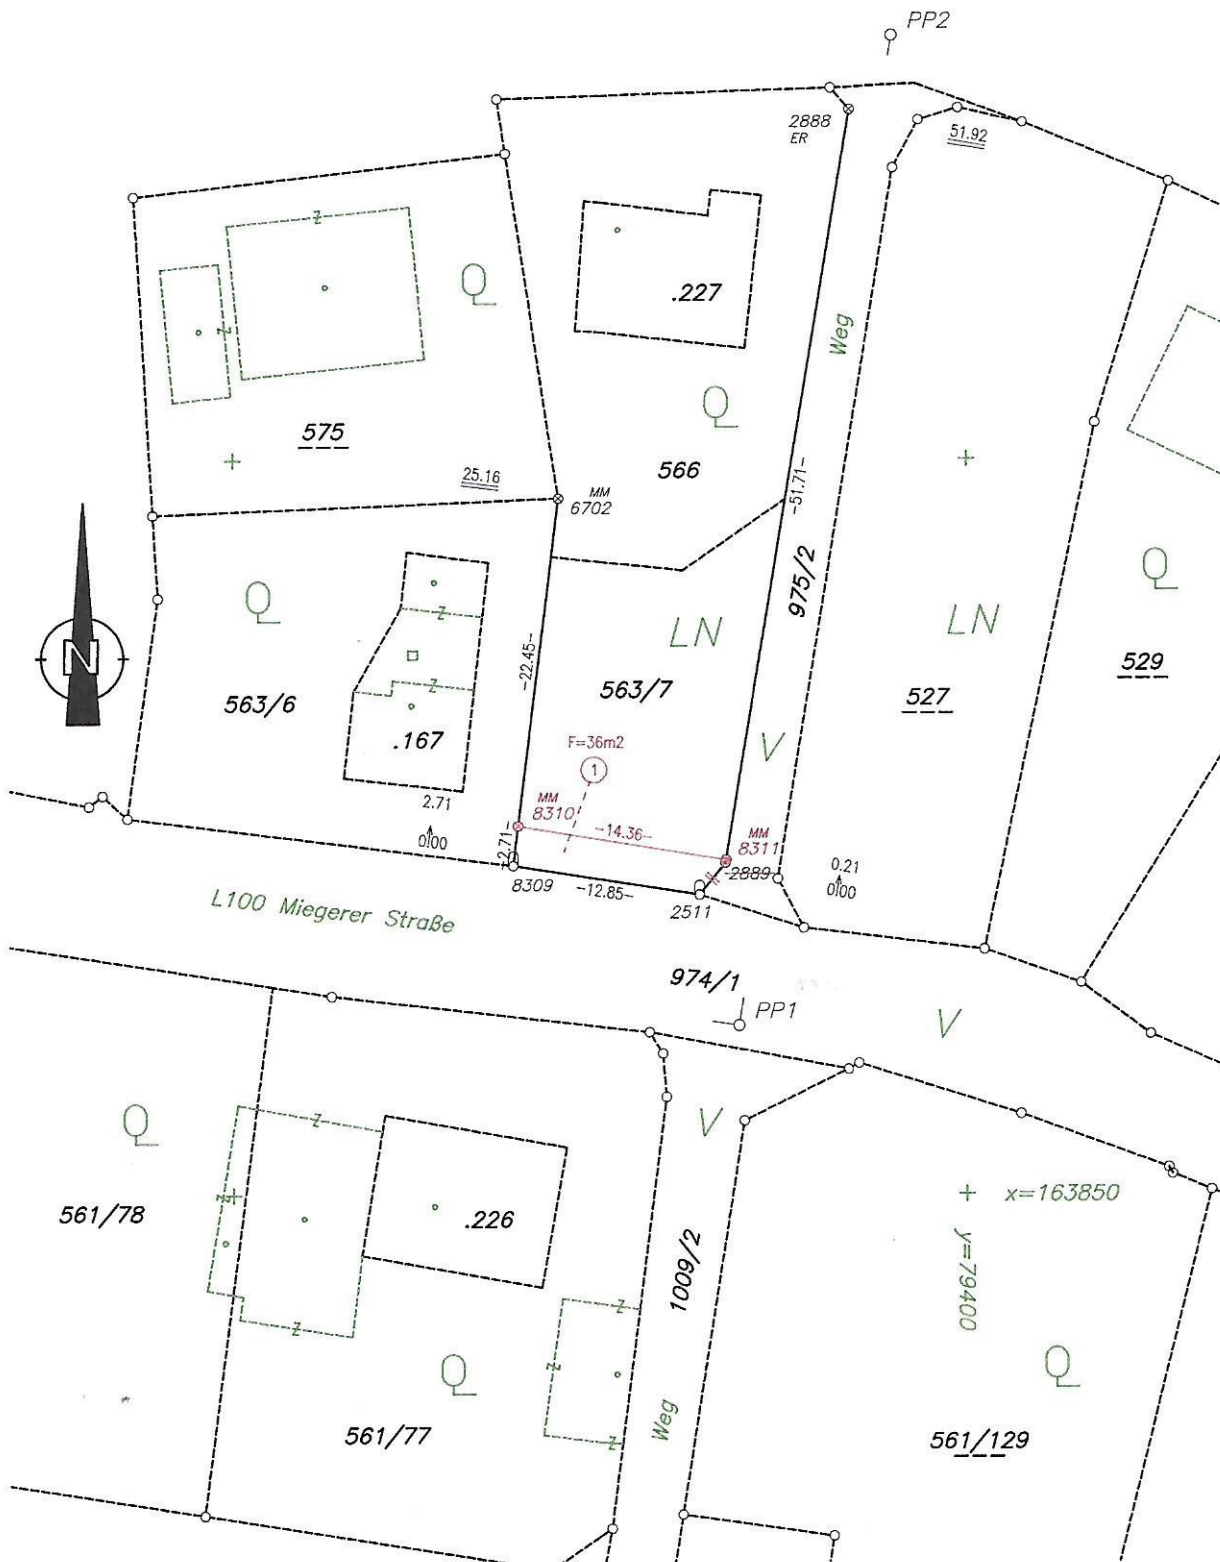 PP2
2888
ER
51.92
.227
Weg
575
25.16
MM
6702
566
-51.71-
975/2
LN
LN
N
563/6
-22.45-
563/7
527
529
.167
F=36m2
1
V
2.71
0.00
MM
8310
-2.71-
-14.36-
MM
8311
2889
0.21
0.00
8309
-12.85-
2511
L100 Miegerer Straße
974/1
PP1
V
V
561/78
.226
x=163850
y=79400
1009/2
Weg
561/77
561/129